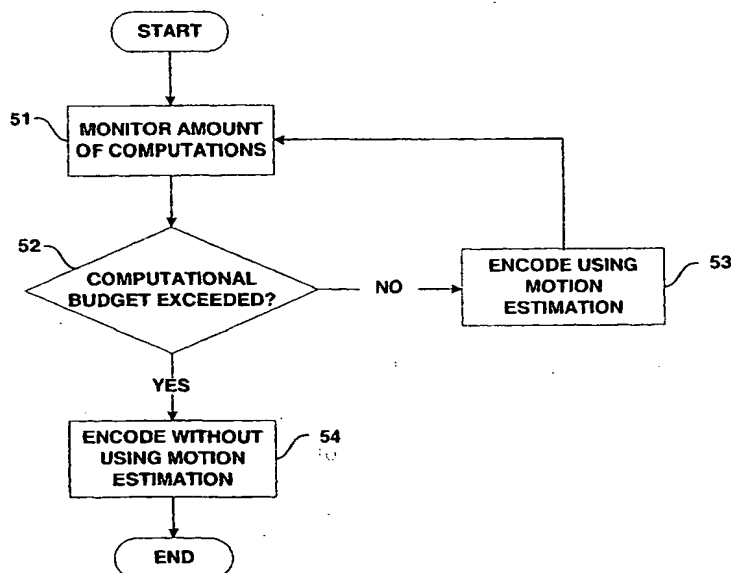 START
51
MONITOR AMOUNT
OF COMPUTATIONS
52
COMPUTATIONAL
BUDGET EXCEEDED?
NO
ENCODE USING
MOTION
ESTIMATION
53
YES
ENCODE WITHOUT
USING MOTION
ESTIMATION
54
END